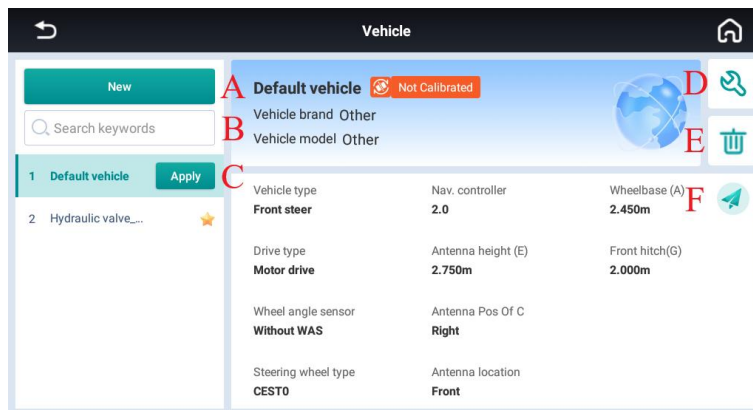 Vehicle
New
A
Search keywords
B
1 Default vehicle Apply
C
2 Hydraulic valve_...
Default vehicle Not Calibrated
Vehicle brand Other
Vehicle model Other
D
E
Vehicle type Nav. controller Wheelbase (A)
Front steer 2.0 2.450m
F
Drive type Antenna height (E) Front hitch(G)
Motor drive 2.750m 2.000m
Wheel angle sensor Antenna Pos Of C
Without WAS Right
Steering wheel type Antenna location
CEST0 Front